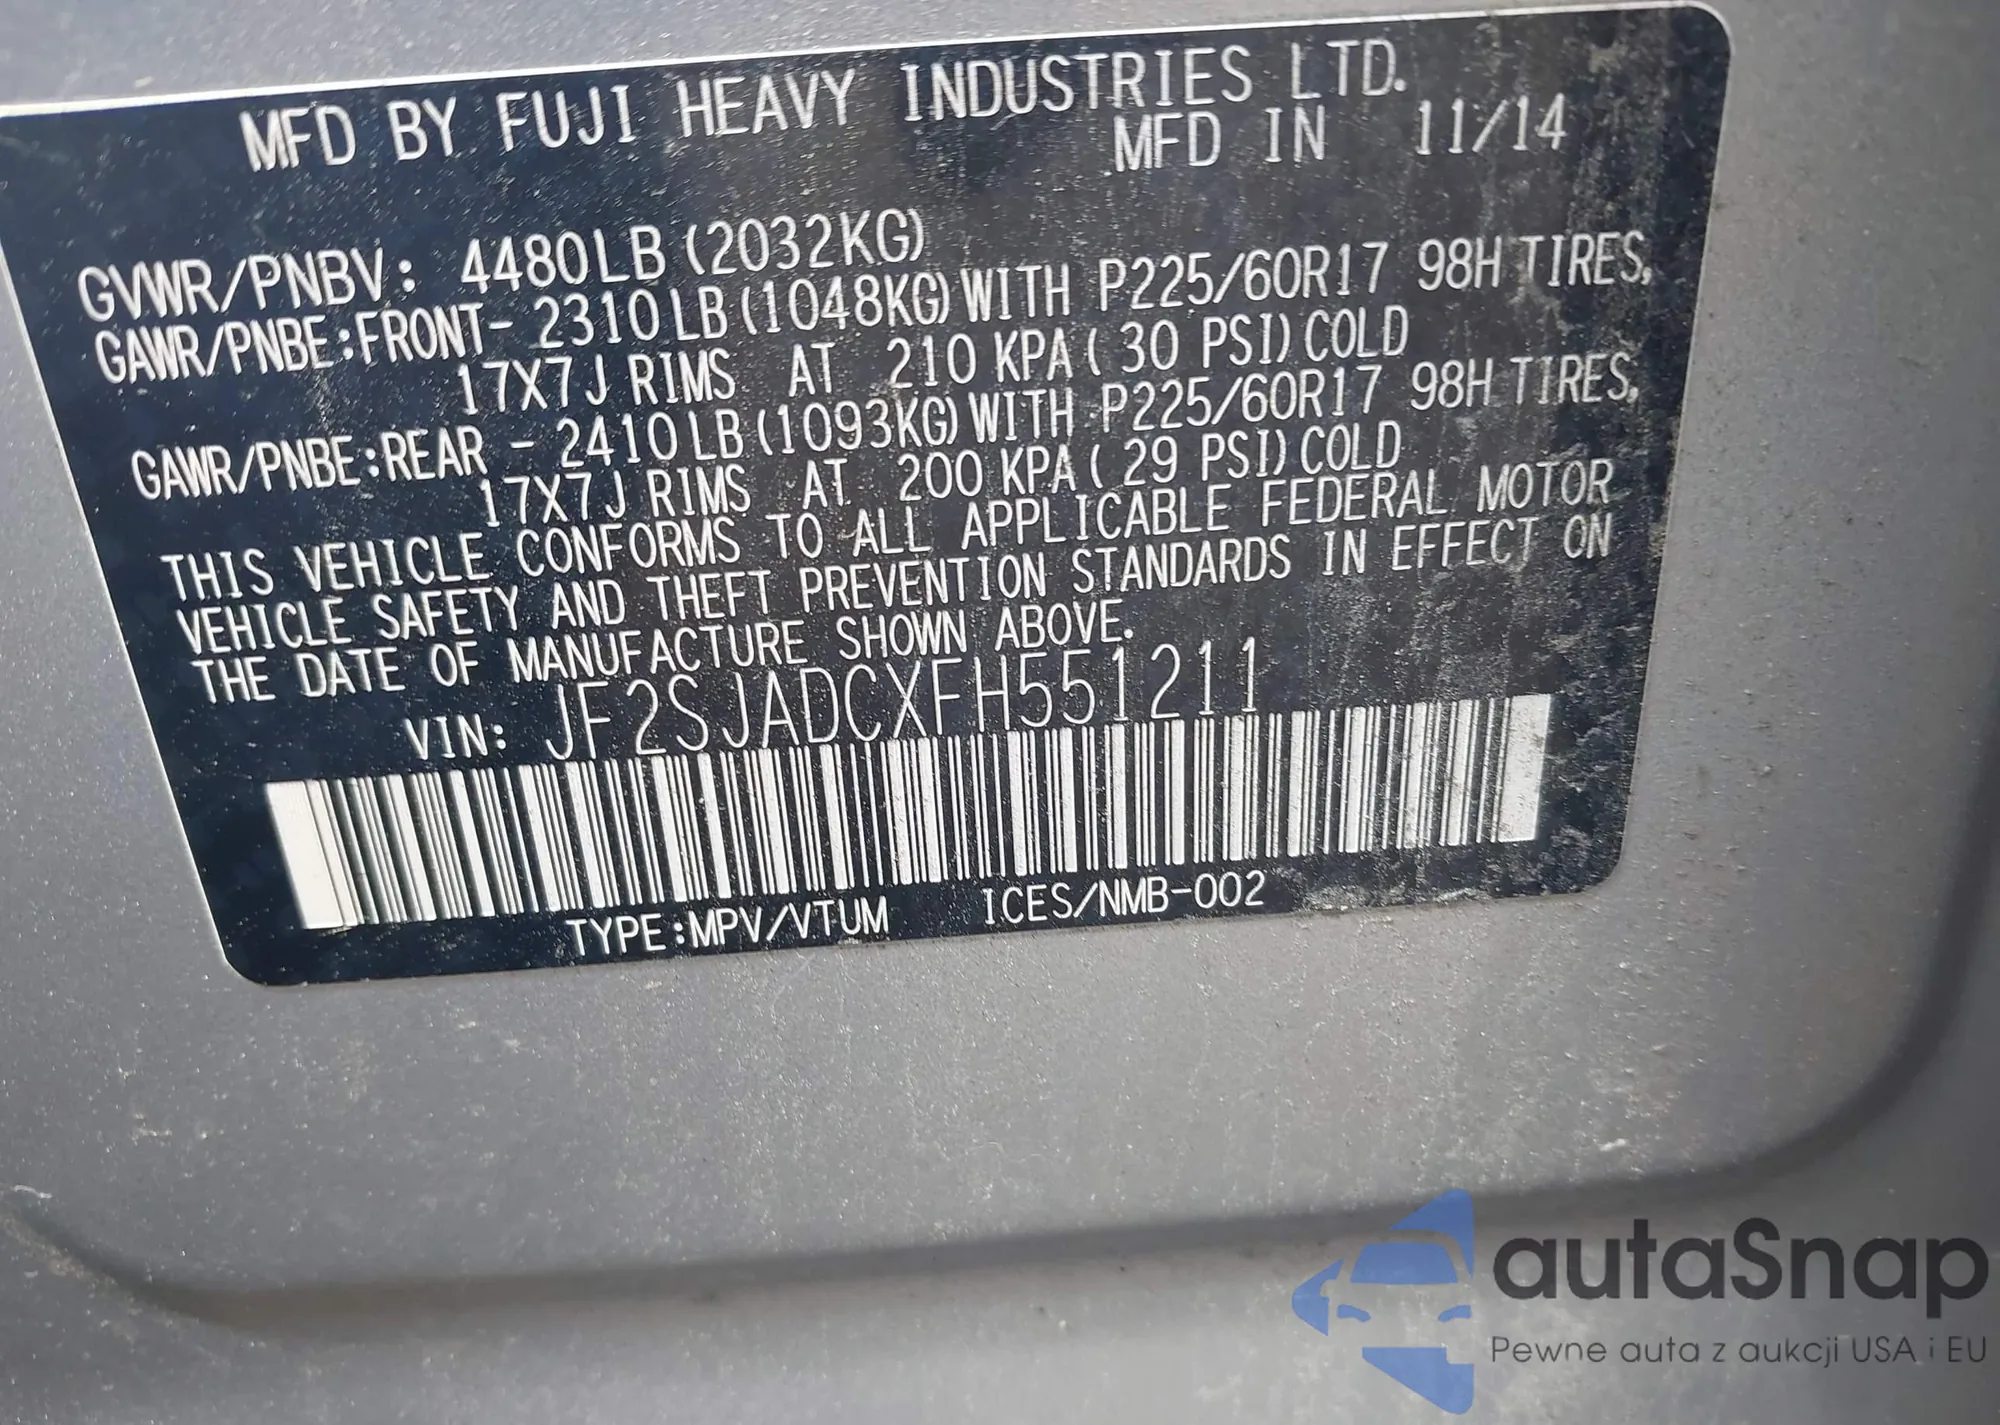 MFD BY FUJI HEAVY INDUSTRIES LTD.
MFD IN 11/14
GVWR/PNBV: 4480LB (2032KG)
GAWR/PNBE:FRONT- 2310LB(1048KG)WITH P225/60R17 98H TIRES,
17X7J RIMS AT 210 KPA( 30 PSI)COLD
GAWR/PNBE:REAR - 2410LB(1093KG)WITH P225/60R17 98H TIRES,
17X7J RIMS AT 200 KPA( 29 PSI)COLD
THIS VEHICLE CONFORMS TO ALL APPLICABLE FEDERAL MOTOR
VEHICLE SAFETY AND THEFT PREVENTION STANDARDS IN EFFECT ON
THE DATE OF MANUFACTURE SHOWN ABOVE.
VIN: JF2SJADCXFH551211
TYPE:MPV/VTUM ICES/NMB-002
autaSnap
Pewne auta z aukcji USA i EU